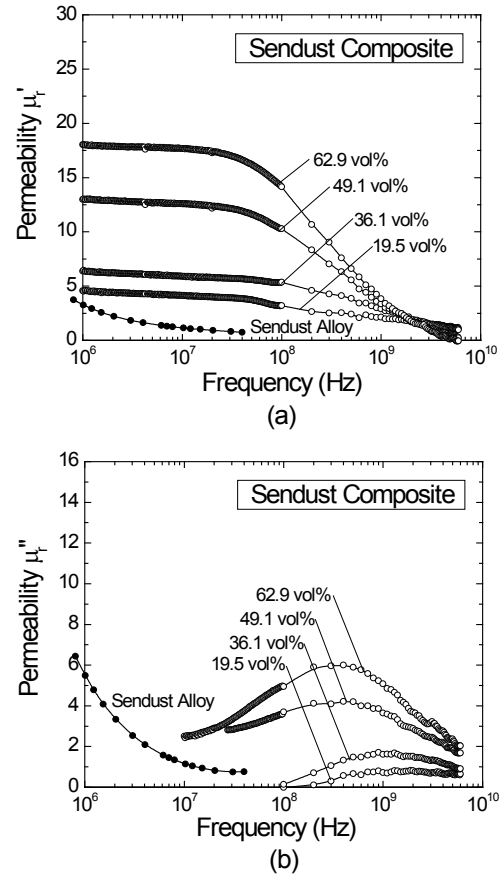 Sendust Composite
30
25
20
15
10
5
0
Permeability μr'
62.9 vol%
49.1 vol%
36.1 vol%
19.5 vol%
Sendust Alloy
10^6 10^7 10^8 10^9 10^10
Frequency (Hz)
(a)
Sendust Composite
16
14
12
10
8
6
4
2
0
Permeability μr''
62.9 vol%
49.1 vol%
36.1 vol%
19.5 vol%
Sendust Alloy
10^6 10^7 10^8 10^9 10^10
Frequency (Hz)
(b)